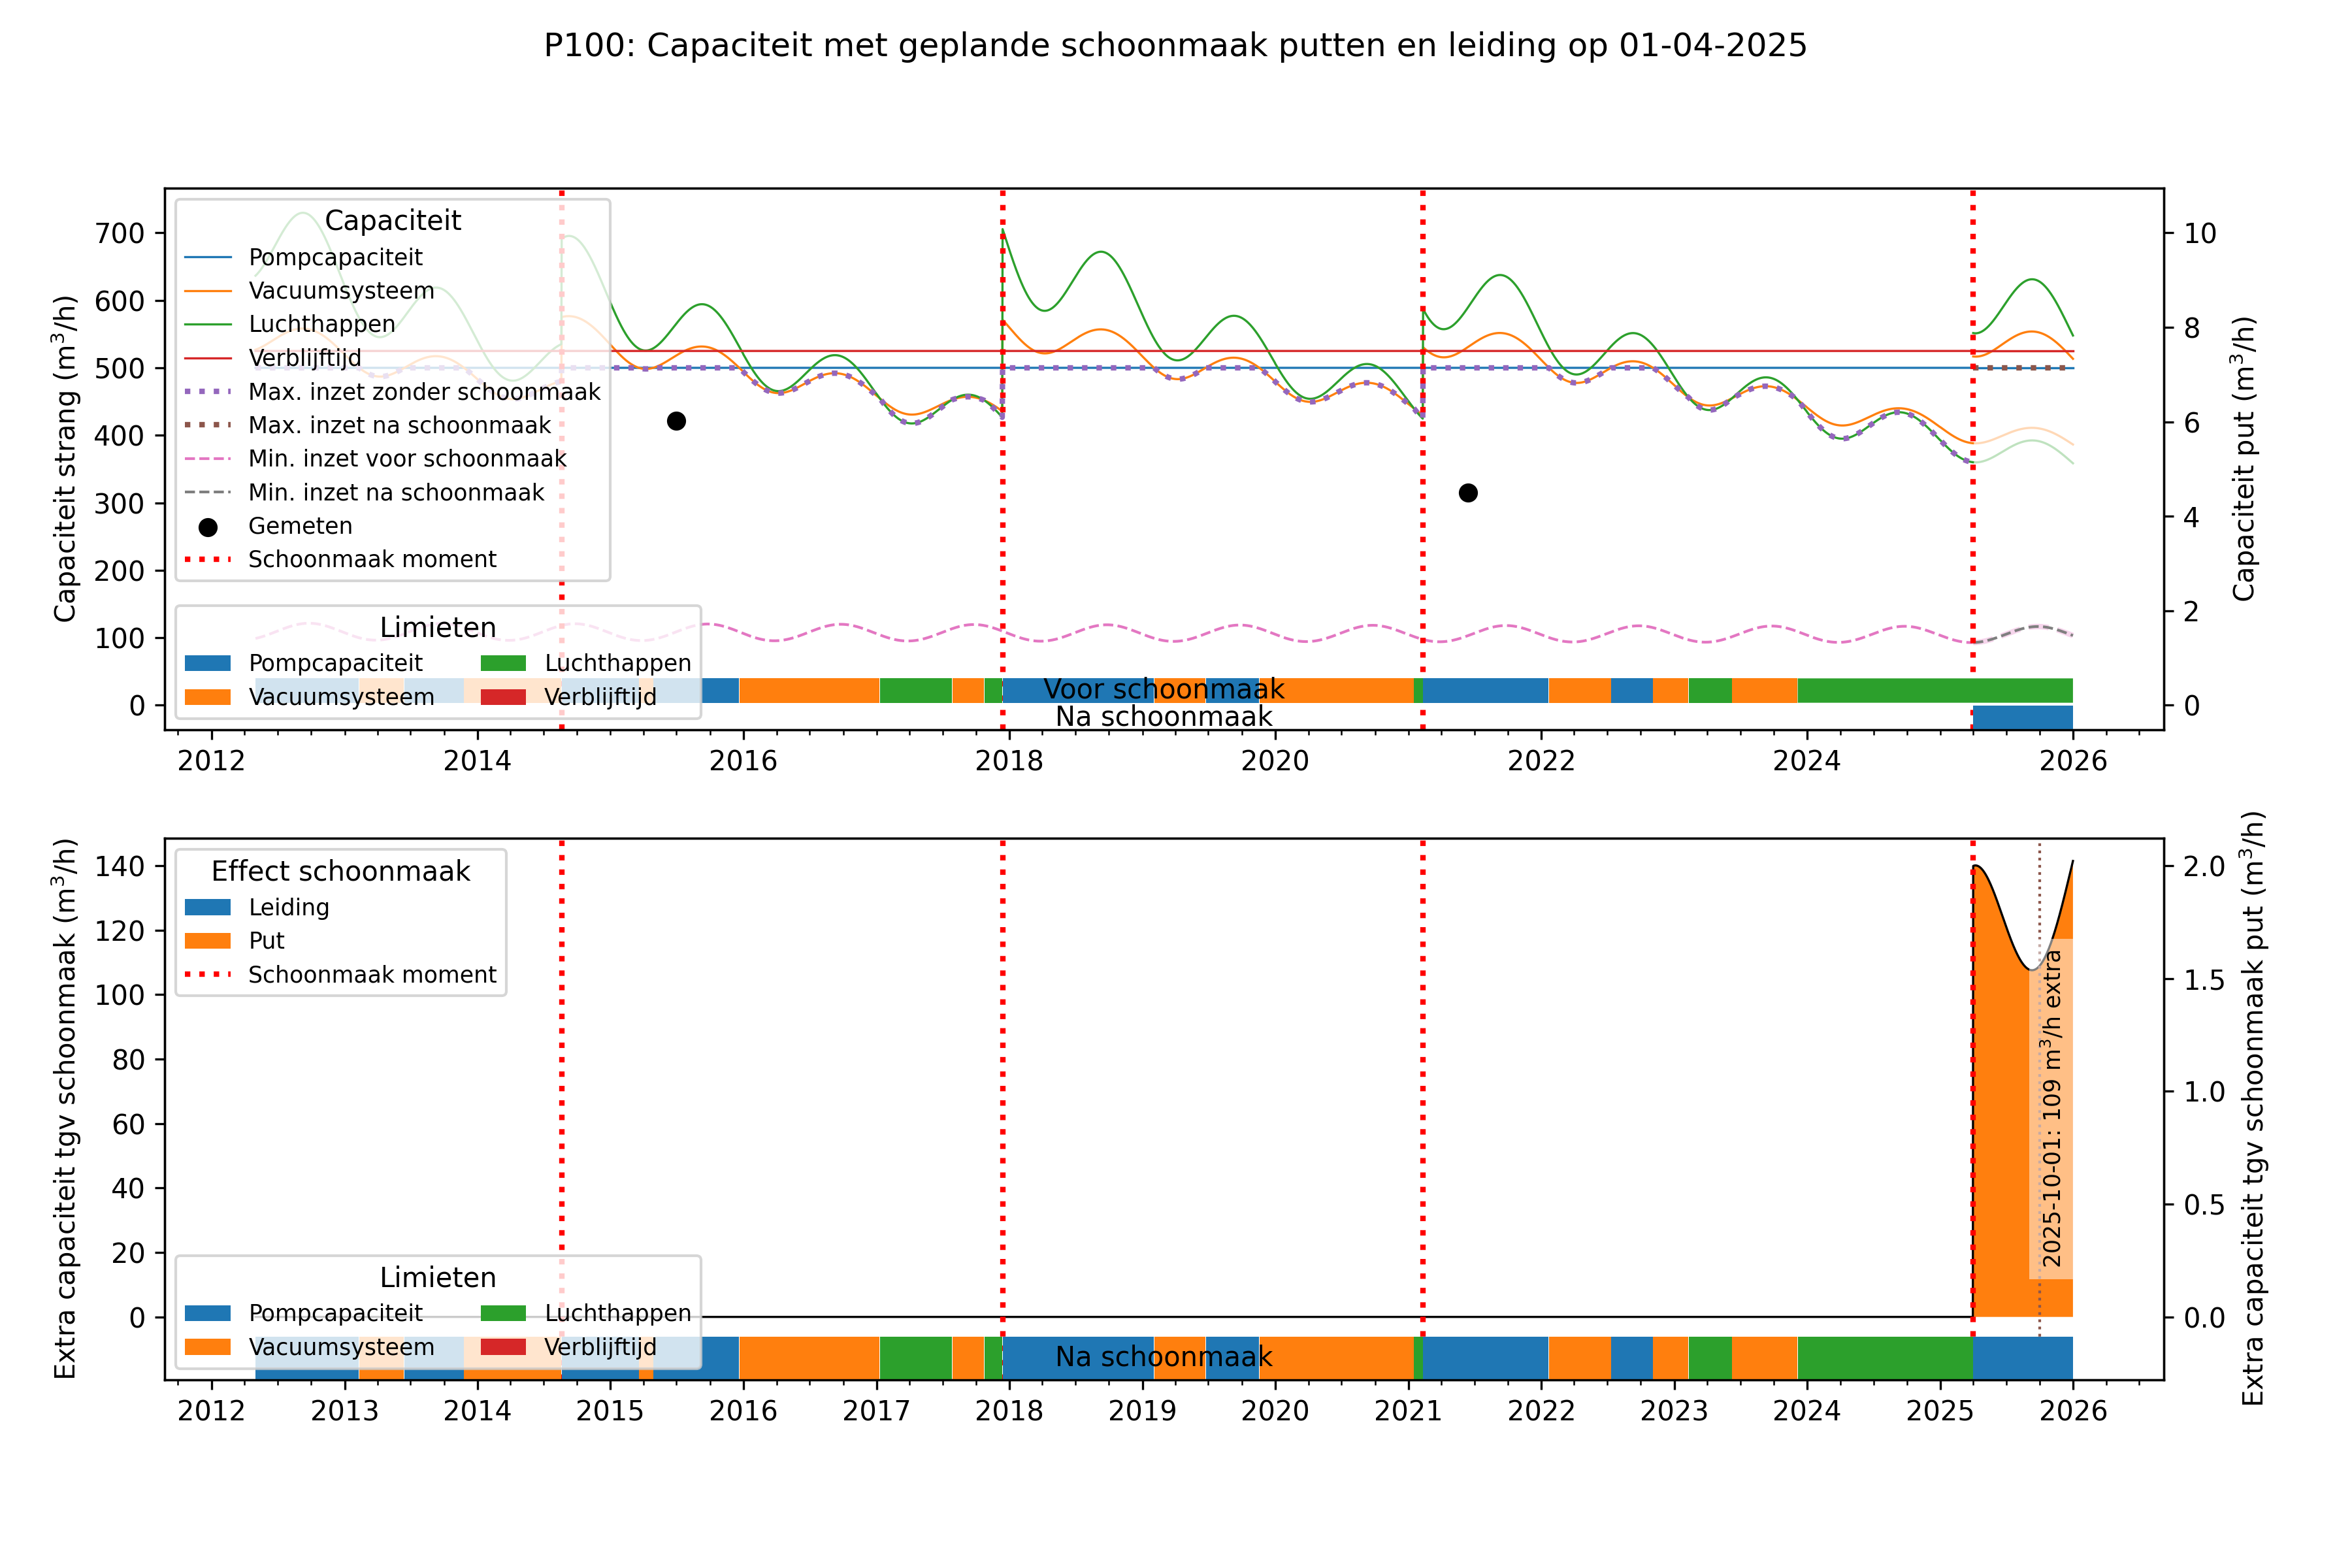 P100: Capaciteit met geplande schoonmaak putten en leiding op 01-04-2025
Capaciteit strang (m³/h)
700
600
500
400
300
200
100
0
Capaciteit
Pompcapaciteit
Vacuumsysteem
Luchthappen
Verblijftijd
Max. inzet zonder schoonmaak
Max. inzet na schoonmaak
Min. inzet voor schoonmaak
Min. inzet na schoonmaak
Gemeten
Schoonmaak moment
Limieten
Pompcapaciteit
Vacuumsysteem
Luchthappen
Verblijftijd
Voor schoonmaak
Na schoonmaak
10
8
6
4
2
0
Capaciteit put (m³/h)
2012 2014 2016 2018 2020 2022 2024 2026
Extra capaciteit tgv schoonmaak (m³/h)
140
120
100
80
60
40
20
0
Effect schoonmaak
Leiding
Put
Schoonmaak moment
Limieten
Pompcapaciteit
Vacuumsysteem
Luchthappen
Verblijftijd
Na schoonmaak
2025-10-01: 109 m³/h extra
2.0
1.5
1.0
0.5
0.0
Extra capaciteit tgv schoonmaak put (m³/h)
2012 2013 2014 2015 2016 2017 2018 2019 2020 2021 2022 2023 2024 2025 2026